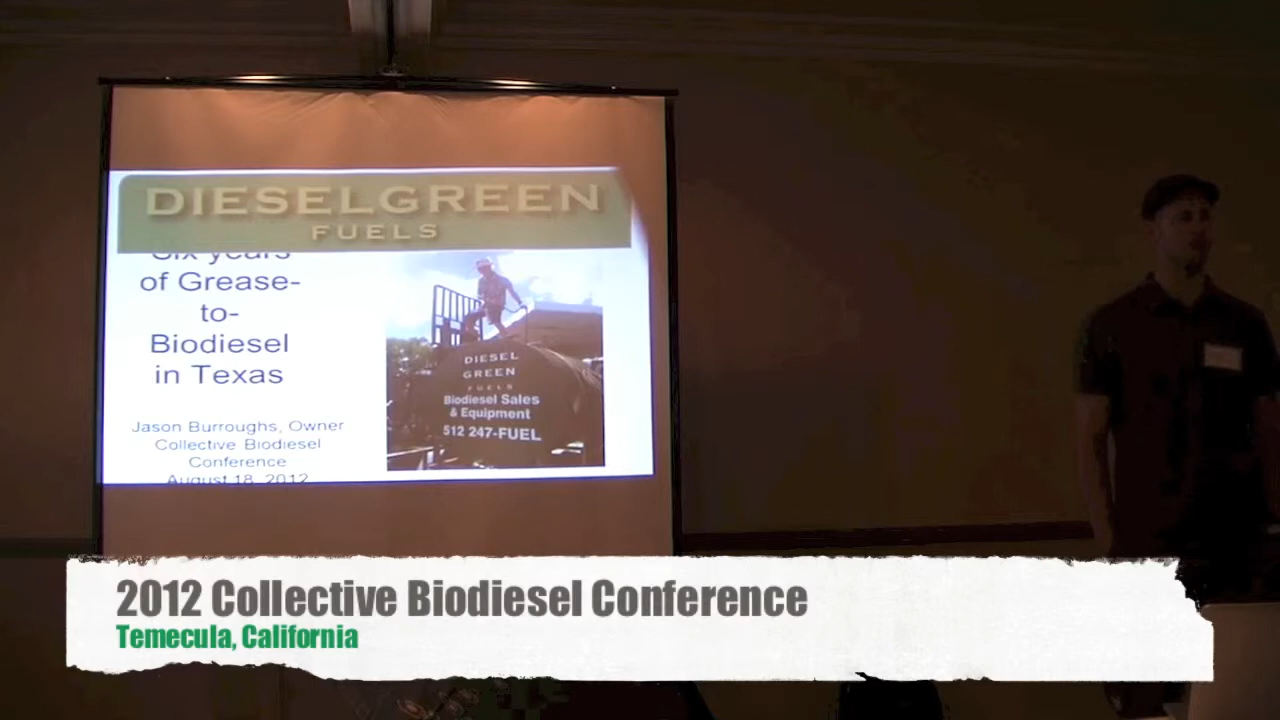 DIESELGREEN
FUELS
Six years
of Grease-
to-
Biodiesel
in Texas
Jason Burroughs, Owner
Collective Biodiesel
Conference
August 18, 2012
DIESEL
GREEN
FUELS
Biodiesel Sales
& Equipment
512 247-FUEL
2012 Collective Biodiesel Conference
Temecula, California